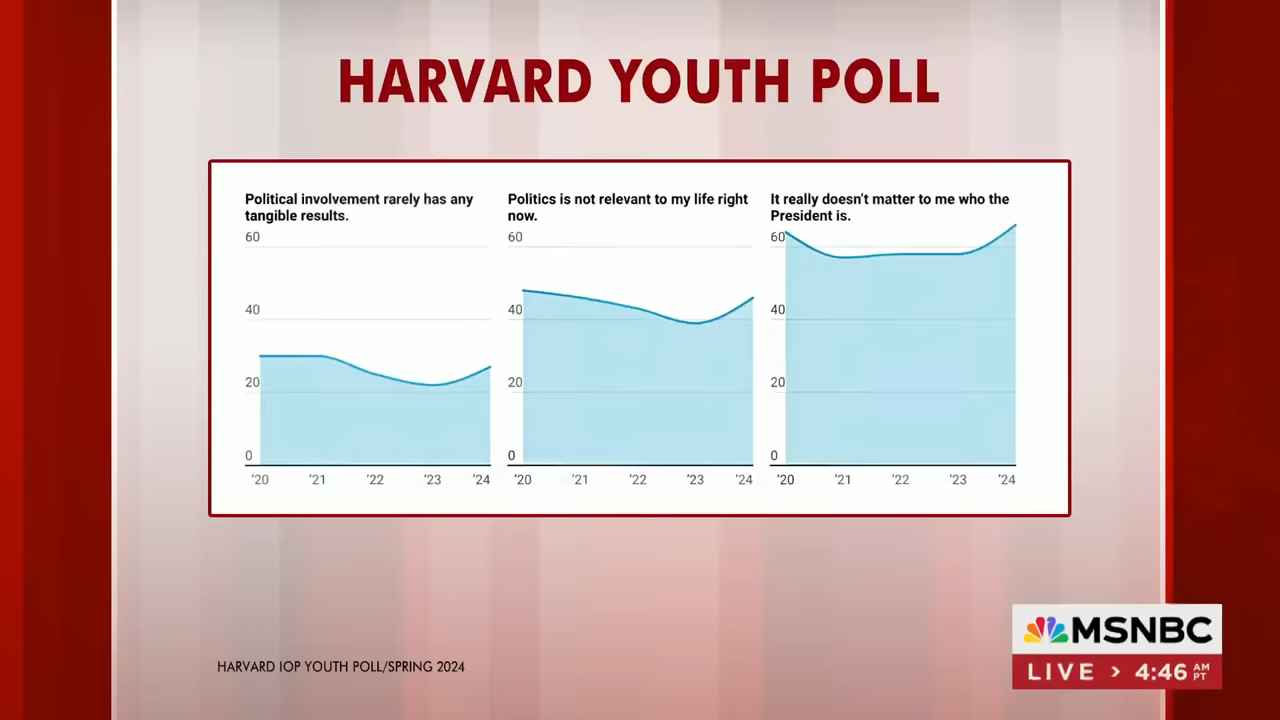 HARVARD YOUTH POLL
Political involvement rarely has any
tangible results.
60
40
20
0
'20 '21 '22 '23 '24
Politics is not relevant to my life right
now.
60
40
20
0
'20 '21 '22 '23 '24
It really doesn't matter to me who the
President is.
60
40
20
0
'20 '21 '22 '23 '24
HARVARD IOP YOUTH POLL/SPRING 2024
MSNBC
LIVE > 4:46 AM PT